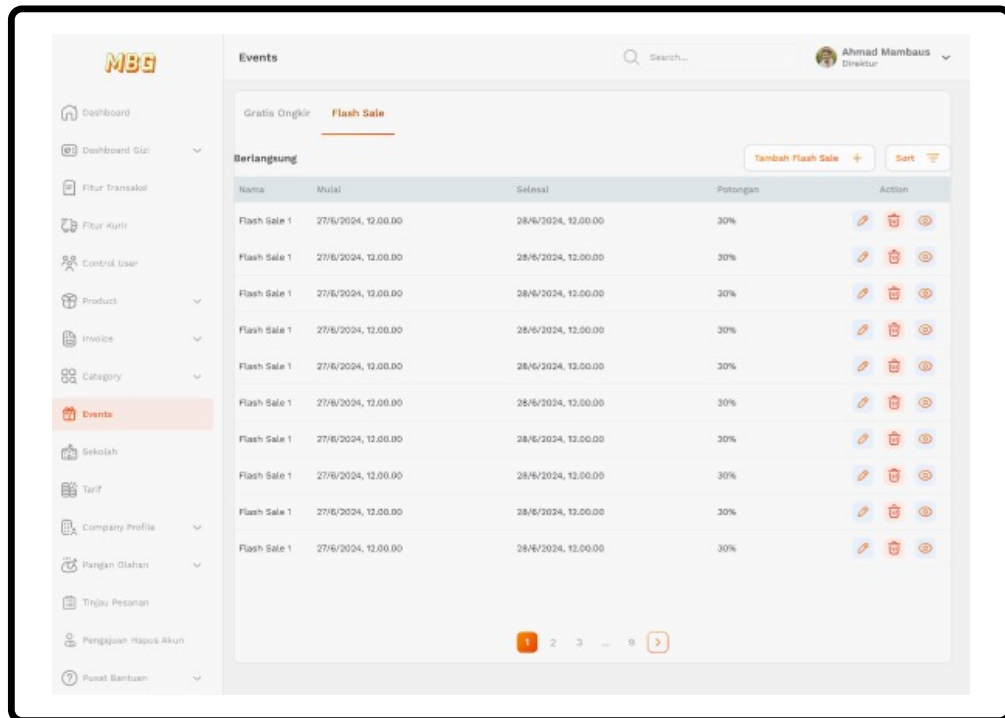 MBG
Events
Search...
Ahmad Mambaus
Direktur
Dashboard
Dashboard Gizi
Fitur Transaksi
Fitur Kurir
Control User
Product
Invoice
Category
Events
Sekolah
Tarif
Company Profile
Pangan Olahan
Tinjau Pesanan
Pengajuan Hapus Akun
Pusat Bantuan
Gratis Ongkir Flash Sale
Berlangsung Tambah Flash Sale + Sort
Nama Mulai Selesai Potongan Action
Flash Sale 1 27/6/2024, 12.00.00 28/6/2024, 12.00.00 30%
Flash Sale 1 27/6/2024, 12.00.00 28/6/2024, 12.00.00 30%
Flash Sale 1 27/6/2024, 12.00.00 28/6/2024, 12.00.00 30%
Flash Sale 1 27/6/2024, 12.00.00 28/6/2024, 12.00.00 30%
Flash Sale 1 27/6/2024, 12.00.00 28/6/2024, 12.00.00 30%
Flash Sale 1 27/6/2024, 12.00.00 28/6/2024, 12.00.00 30%
Flash Sale 1 27/6/2024, 12.00.00 28/6/2024, 12.00.00 30%
Flash Sale 1 27/6/2024, 12.00.00 28/6/2024, 12.00.00 30%
Flash Sale 1 27/6/2024, 12.00.00 28/6/2024, 12.00.00 30%
Flash Sale 1 27/6/2024, 12.00.00 28/6/2024, 12.00.00 30%
1 2 3 ... 9 >